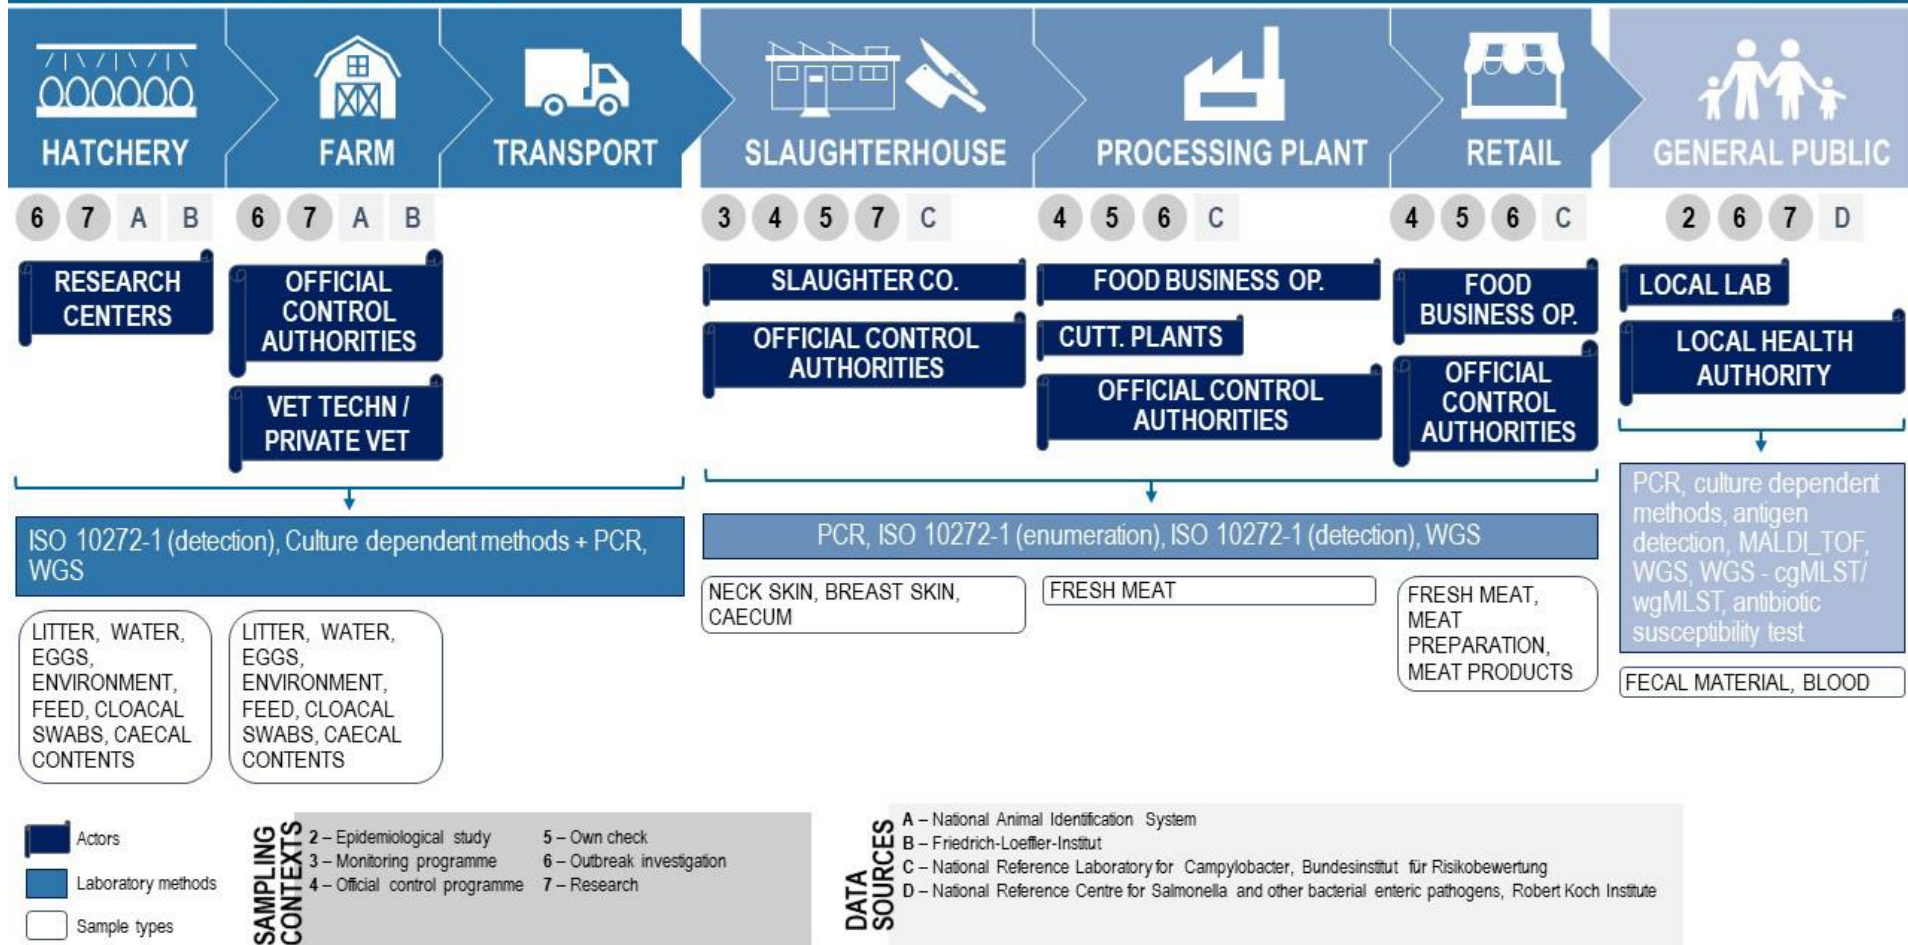 HATCHERY
FARM
TRANSPORT
SLAUGHTERHOUSE
PROCESSING PLANT
RETAIL
GENERAL PUBLIC
6 7 A B
6 7 A B
3 4 5 7 C
4 5 6 C
4 5 6 C
2 6 7 D
RESEARCH
CENTERS
OFFICIAL
CONTROL
AUTHORITIES
VET TECHN /
PRIVATE VET
SLAUGHTER CO.
OFFICIAL CONTROL
AUTHORITIES
FOOD BUSINESS OP.
CUTT. PLANTS
OFFICIAL CONTROL
AUTHORITIES
FOOD
BUSINESS OP.
OFFICIAL
CONTROL
AUTHORITIES
LOCAL LAB
LOCAL HEALTH
AUTHORITY
ISO 10272-1 (detection), Culture dependent methods + PCR,
WGS
PCR, ISO 10272-1 (enumeration), ISO 10272-1 (detection), WGS
PCR, culture dependent
methods, antigen
detection, MALDI_TOF,
WGS, WGS - cgMLST/
wgMLST, antibiotic
susceptibility test
LITTER, WATER,
EGGS,
ENVIRONMENT,
FEED, CLOACAL
SWABS, CAECAL
CONTENTS
LITTER, WATER,
EGGS,
ENVIRONMENT,
FEED, CLOACAL
SWABS, CAECAL
CONTENTS
NECK SKIN, BREAST SKIN,
CAECUM
FRESH MEAT
FRESH MEAT,
MEAT
PREPARATION,
MEAT PRODUCTS
FECAL MATERIAL, BLOOD
Actors
Laboratory methods
Sample types
SAMPLING
CONTEXTS
2 – Epidemiological study
3 – Monitoring programme
4 – Official control programme
5 – Own check
6 – Outbreak investigation
7 – Research
DATA
SOURCES
A – National Animal Identification System
B – Friedrich-Loeffler-Institut
C – National Reference Laboratory for Campylobacter, Bundesinstitut für Risikobewertung
D – National Reference Centre for Salmonella and other bacterial enteric pathogens, Robert Koch Institute